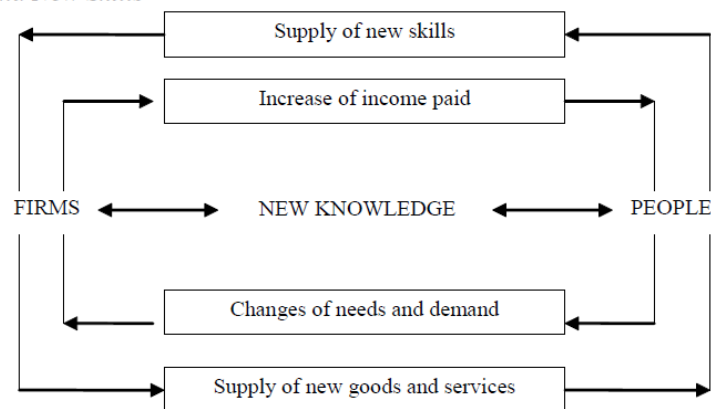 Supply of new skills
Increase of income paid
FIRMS NEW KNOWLEDGE PEOPLE
Changes of needs and demand
Supply of new goods and services